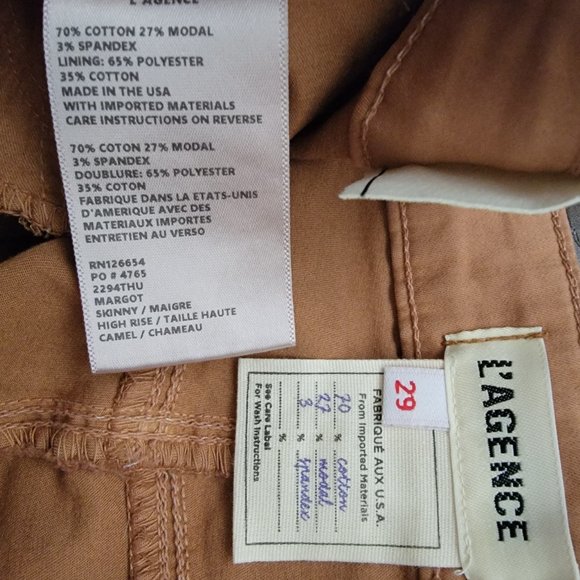 L'AGENCE
70% COTTON 27% MODAL
3% SPANDEX
LINING: 65% POLYESTER
35% COTTON
MADE IN THE USA
WITH IMPORTED MATERIALS
CARE INSTRUCTIONS ON REVERSE
70% COTON 27% MODAL
3% SPANDEX
DOUBLURE: 65% POLYESTER
35% COTON
FABRIQUE DANS LA ETATS-UNIS
D'AMERIQUE AVEC DES
MATERIAUX IMPORTES
ENTRETIEN AU VERSO
RN126654
PO # 4765
2294THU
MARGOT
SKINNY / MAIGRE
HIGH RISE / TAILLE HAUTE
CAMEL / CHAMEAU
29
FABRIQUÉ AUX U.S.A.
From Imported Materials
70 % cotton
27 % modal
3 % spandex
%
See Care Label
For Wash Instructions
L'AGENCE